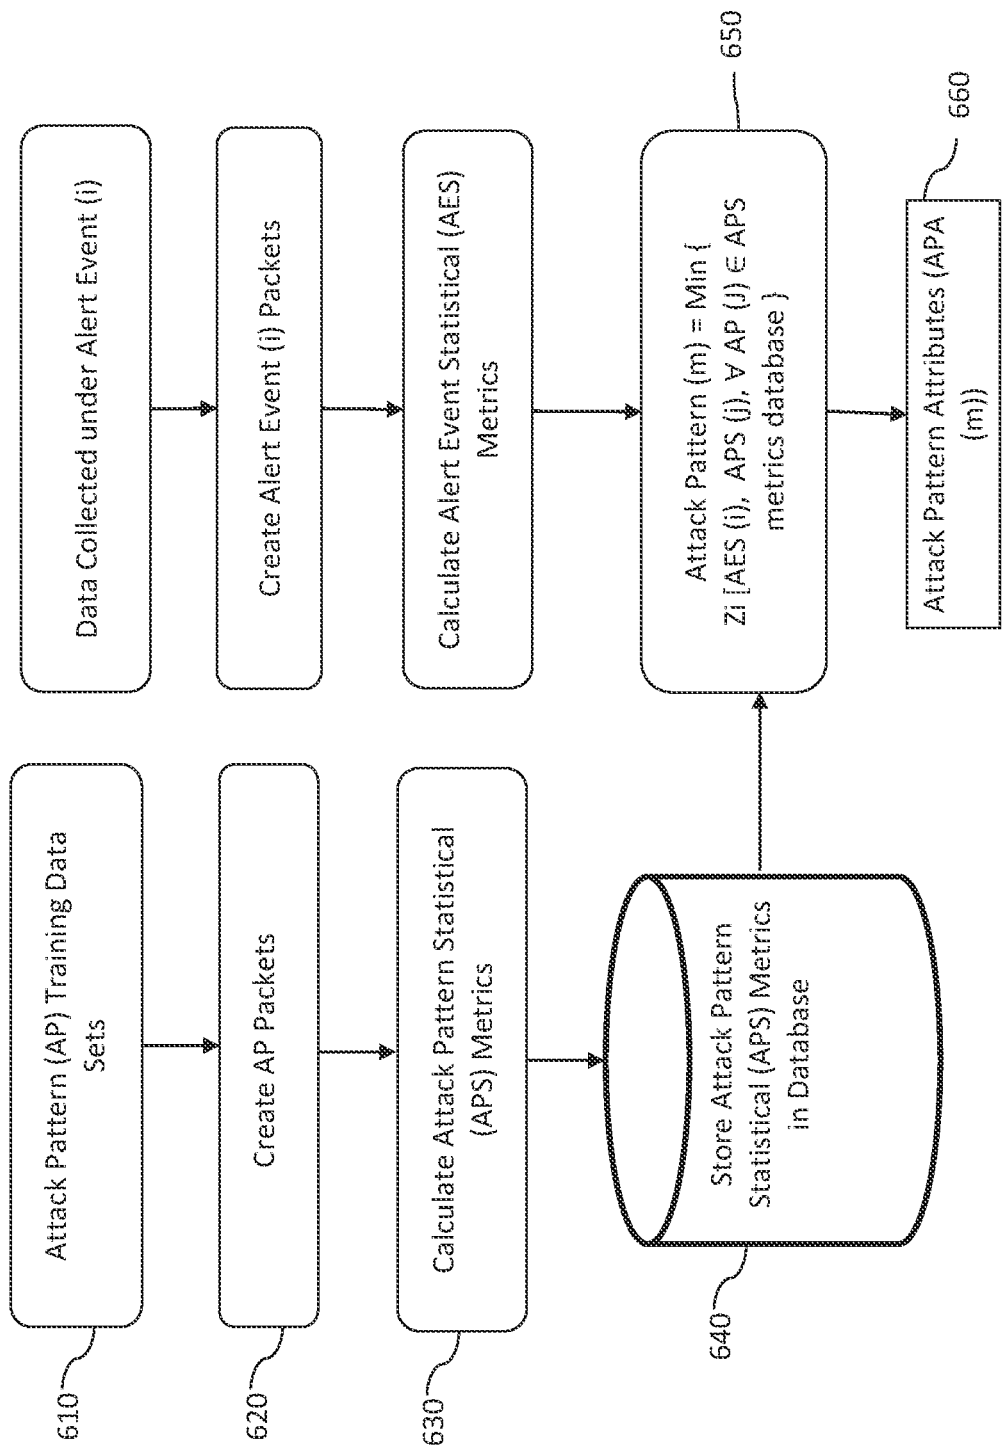 610
Attack Pattern (AP) Training Data
Sets
620
Create AP Packets
630
Calculate Attack Pattern Statistical
(APS) Metrics
640
Store Attack Pattern
Statistical (APS) Metrics
in Database
Data Collected under Alert Event (i)
Create Alert Event (i) Packets
Calculate Alert Event Statistical (AES)
Metrics
650
Attack Pattern (m) = Min {
Zi [AES (i), APS (j), ∀ AP (J) ∈ APS
metrics database }
660
Attack Pattern Attributes (APA
(m))